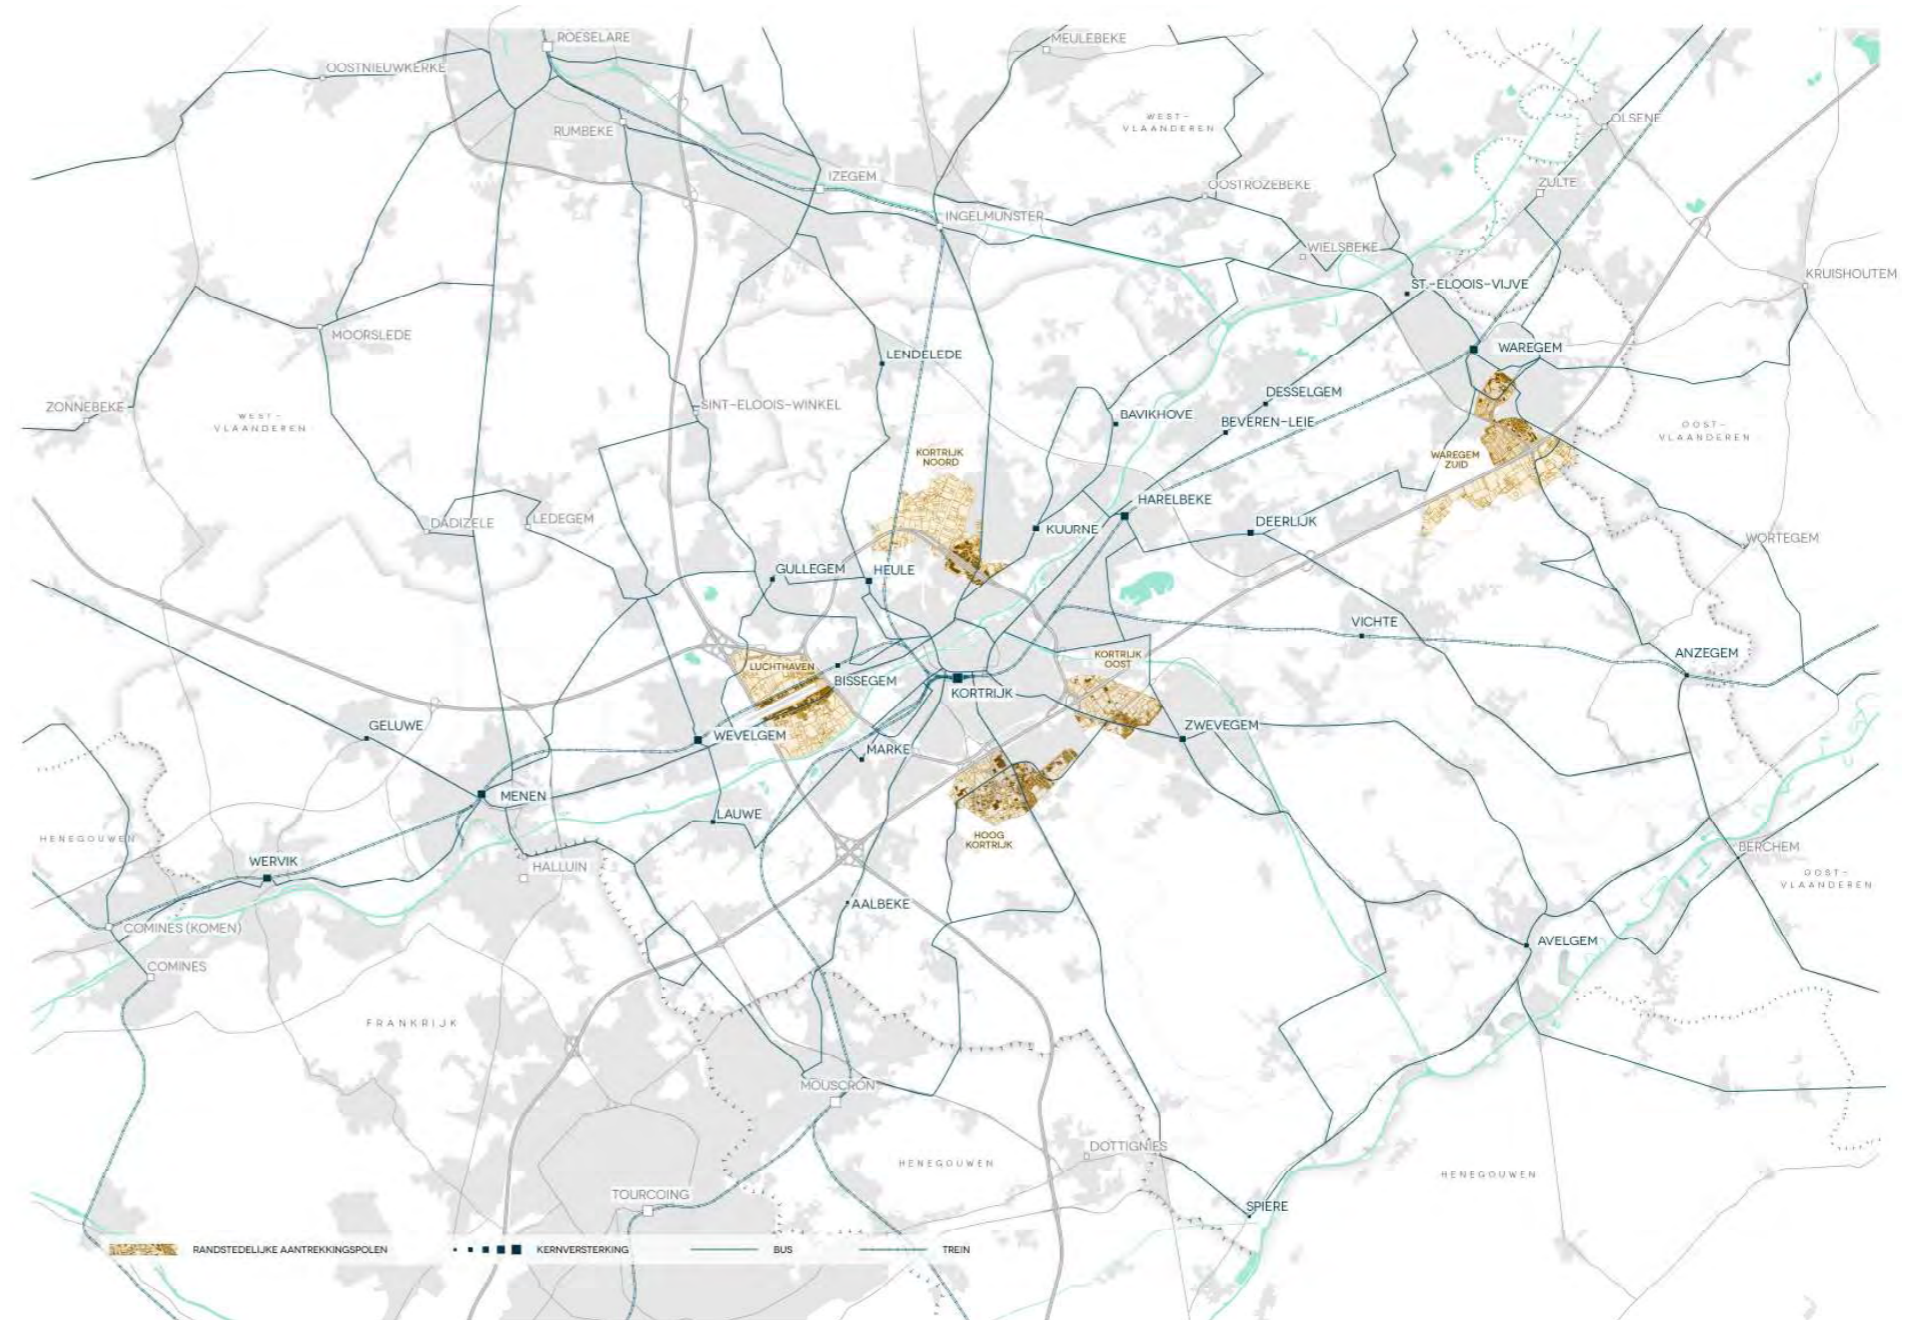 ROESELARE
MEULEBEKE
OOSTNIEUWKERKE
WEST-
VLAANDEREN
OLSENE
RUMBEKE
IZEGEM
OOSTROZEBEKE
ZULTE
INGELMUNSTER
WIELSBEKE
KRUISHOUTEM
ST.-ELOOIS-VIJVE
MOORSLEDE
LENDELEDE
WAREGEM
DESSELGEM
ZONNEBEKE
SINT-ELOOIS-WINKEL
BAVIKHOVE
BEVEREN-LEIE
WEST-
VLAANDEREN
OOST-
VLAANDEREN
KORTRIJK
NOORD
WAREGEM
ZUID
HARELBEKE
DADIZELE
LEDEGEM
KUURNE
DEERLIJK
WORTEGEM
GULLEGEM
HEULE
VICHTE
ANZEGEM
LUCHTHAVEN
KORTRIJK
OOST
BISSEGEM
KORTRIJK
GELUWE
WEVELGEM
MARKE
ZWEVEGEM
MENEN
LAUWE
HENEGOUWEN
HOOG
KORTRIJK
BERCHEM
WERVIK
HALLUIN
OOST-
VLAANDEREN
AALBEKE
COMINES (KOMEN)
AVELGEM
COMINES
FRANKRIJK
MOUSCRON
DOTTIGNIES
HENEGOUWEN
HENEGOUWEN
TOURCOING
SPIERE
RANDSTEDELIJKE AANTREKKINGSPOLEN
KERNVERSTERKING
BUS
TREIN